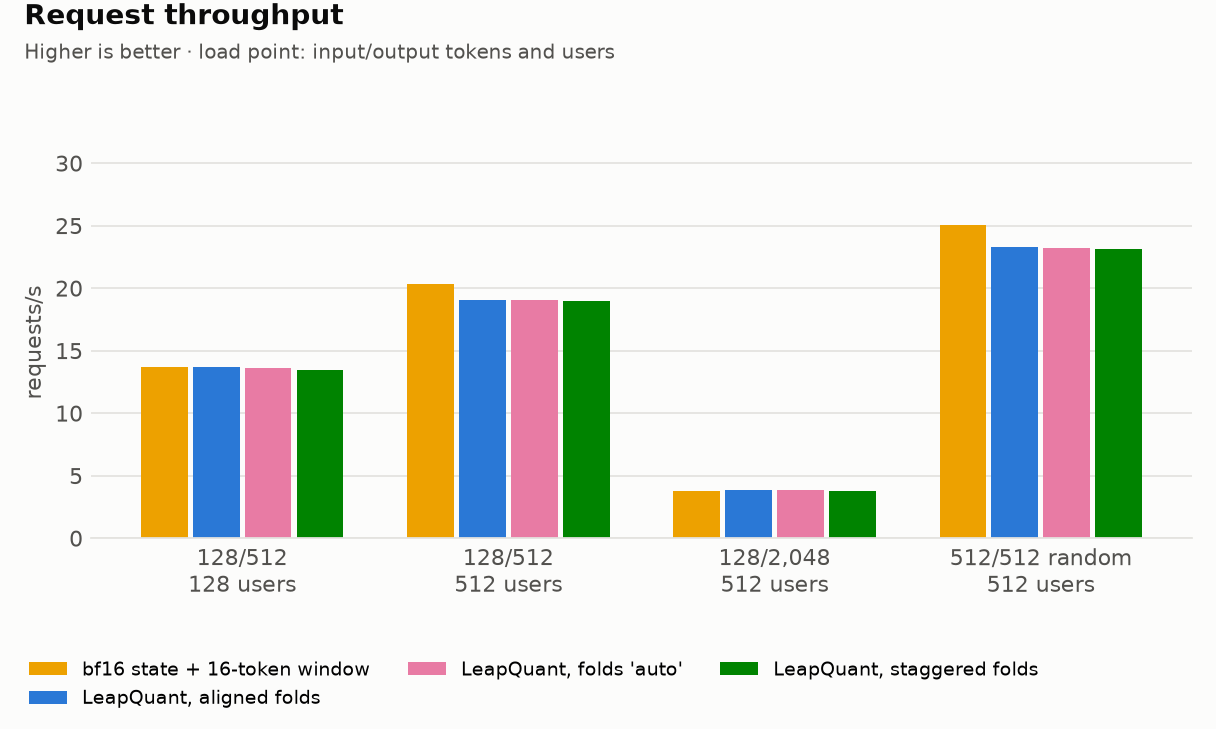 Request throughput
Higher is better · load point: input/output tokens and users
30
25
20
15
10
5
0
requests/s
128/512
128 users
128/512
512 users
128/2,048
512 users
512/512 random
512 users
bf16 state + 16-token window
LeapQuant, aligned folds
LeapQuant, folds 'auto'
LeapQuant, staggered folds